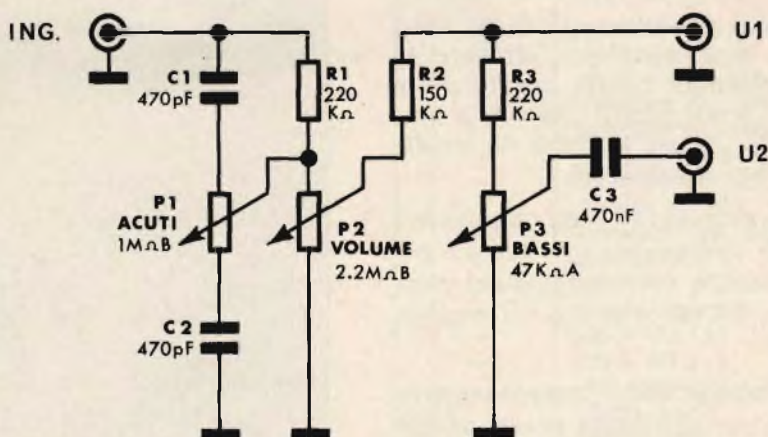 ING.
U1
C1
470pF
R1
220
KΩ
R2
150
KΩ
R3
220
KΩ
U2
C3
470nF
P1
ACUTI
1MΩB
P2
VOLUME
2.2MΩB
P3
BASSI
47KΩA
C2
470pF